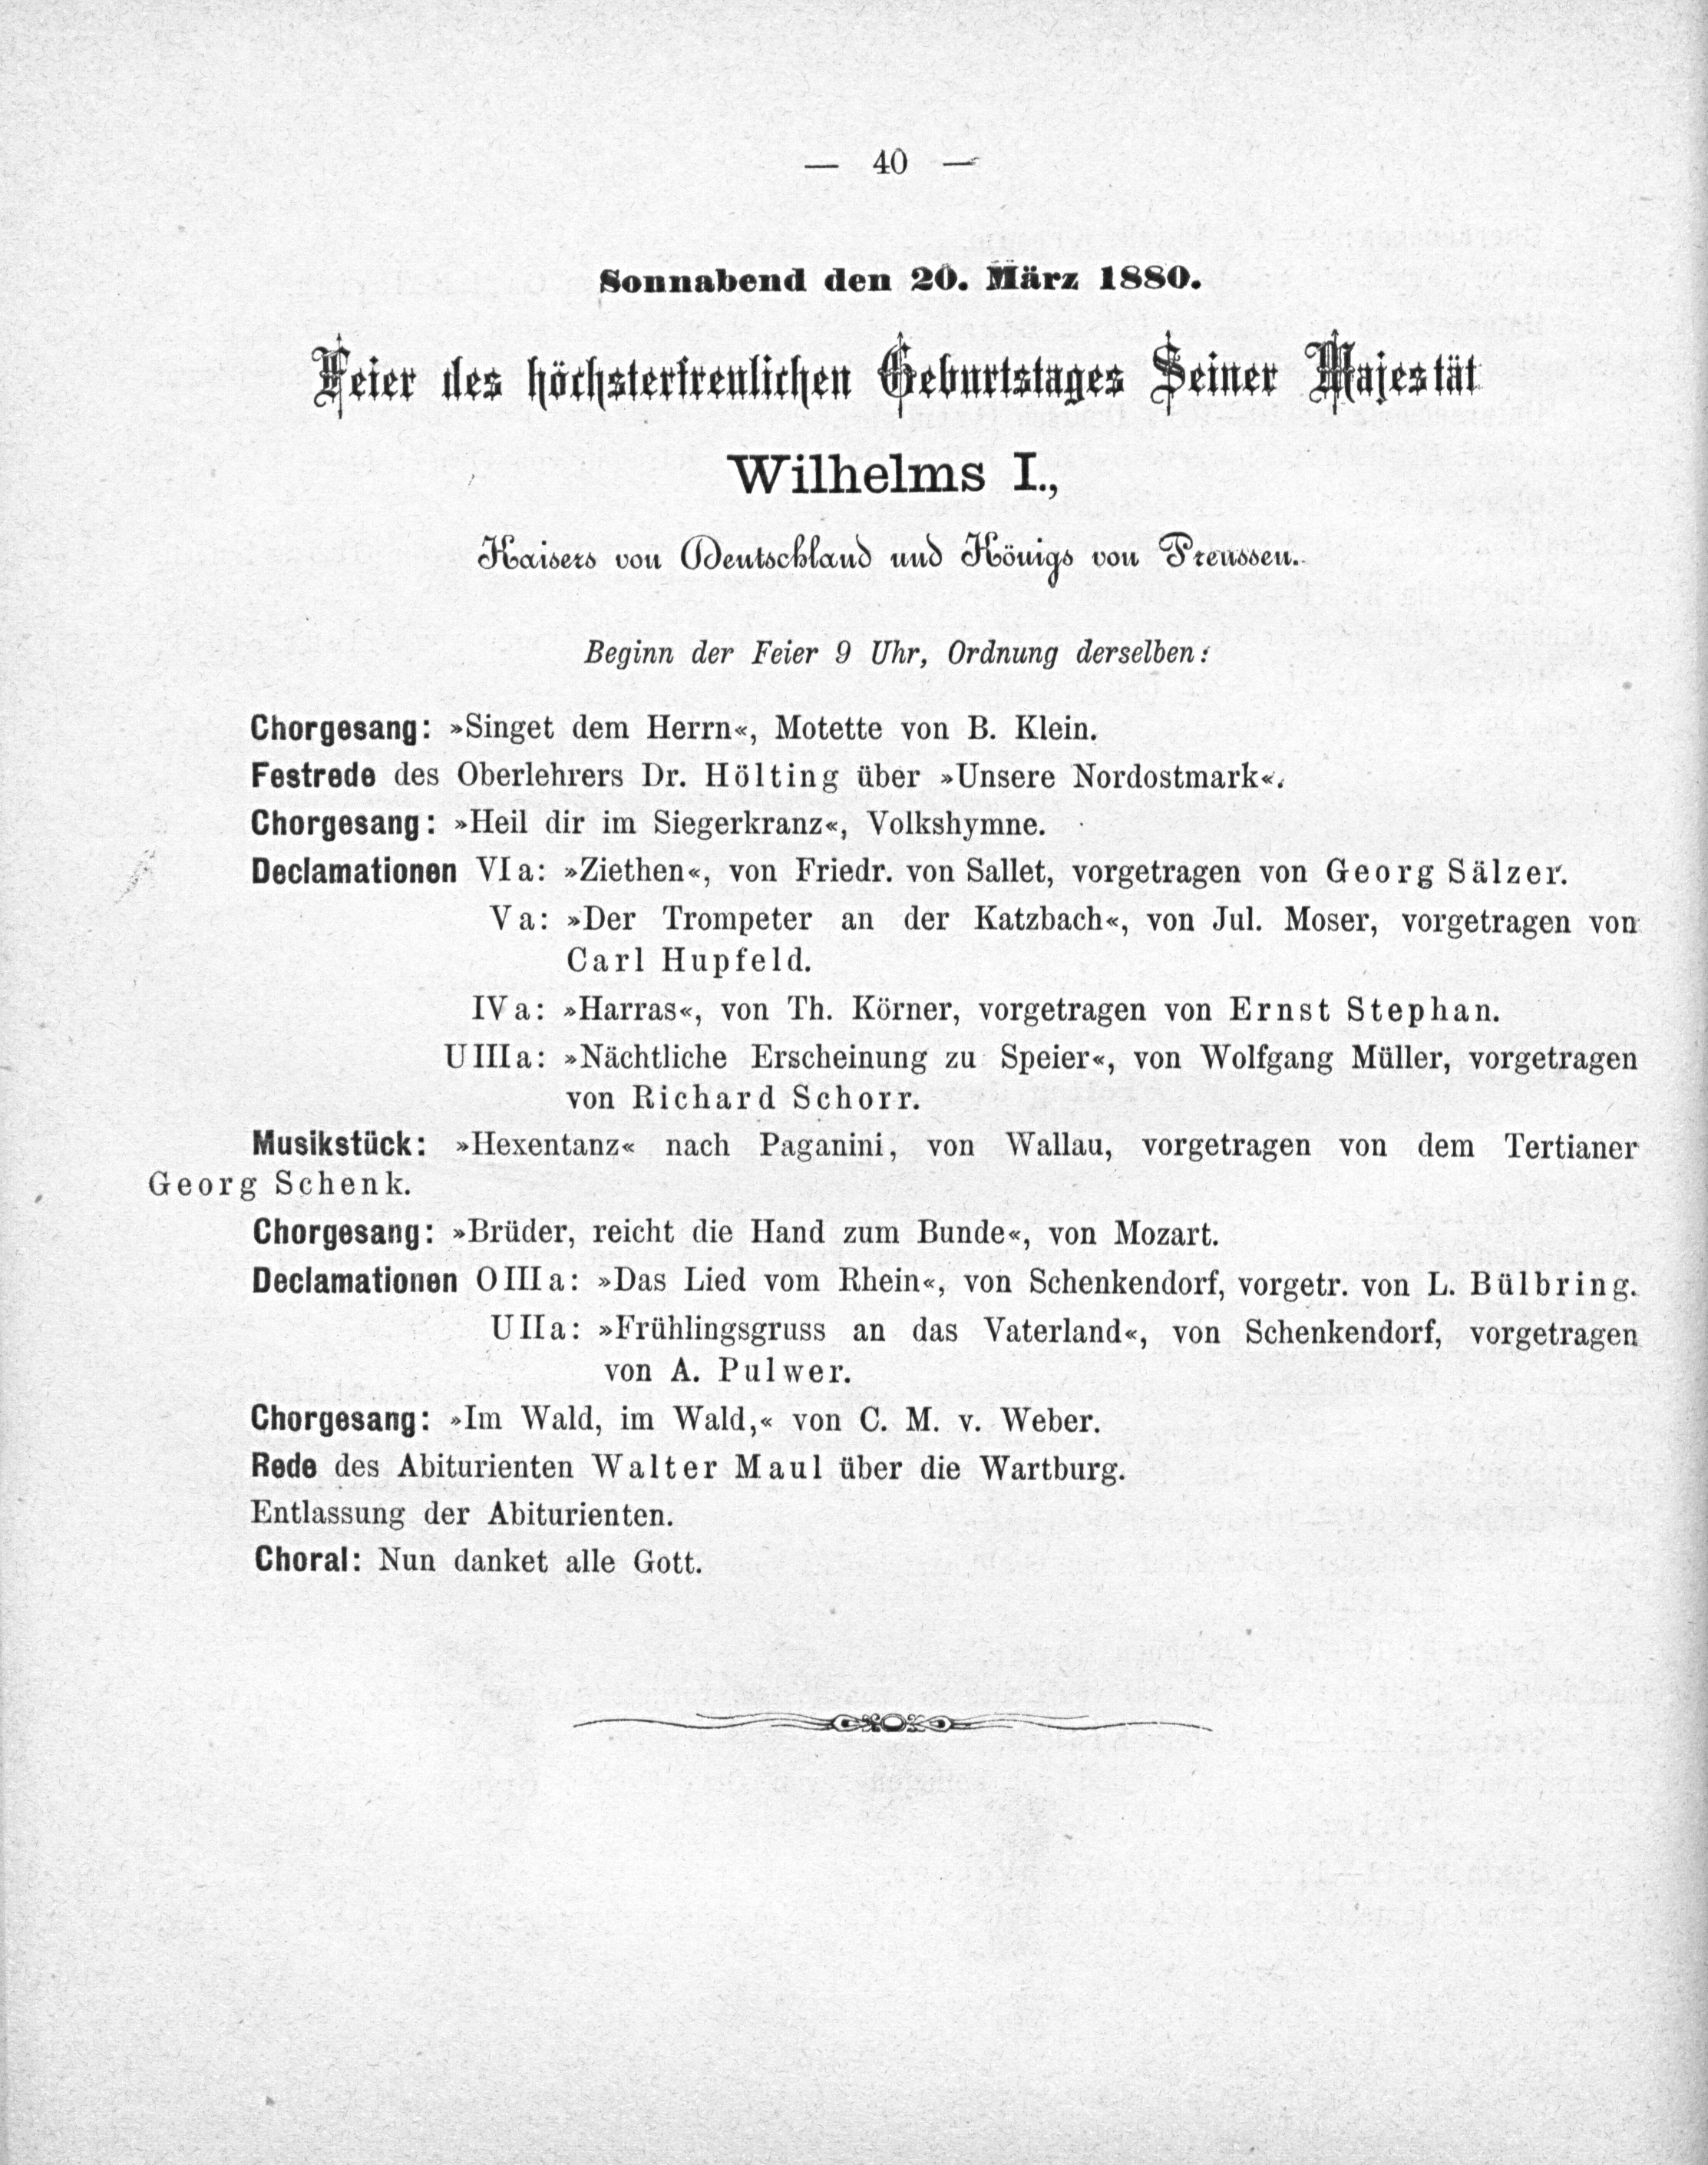 — 40 —
Sonnabend den 20. März 1880.
Feier des höchsterfreulichen Geburtstages Seiner Majestät
Wilhelms I.,
Kaisers von Deutschland und Königs von Preussen.
Beginn der Feier 9 Uhr, Ordnung derselben:
Chorgesang: »Singet dem Herrn«, Motette von B. Klein.
Festrede des Oberlehrers Dr. Hölting über »Unsere Nordostmark«.
Chorgesang: »Heil dir im Siegerkranz«, Volkshymne.
Declamationen VI a: »Ziethen«, von Friedr. von Sallet, vorgetragen von Georg Sälzer.
V a: »Der Trompeter an der Katzbach«, von Jul. Moser, vorgetragen von
Carl Hupfeld.
IV a: »Harras«, von Th. Körner, vorgetragen von Ernst Stephan.
U III a: »Nächtliche Erscheinung zu Speier«, von Wolfgang Müller, vorgetragen
von Richard Schorr.
Musikstück: »Hexentanz« nach Paganini, von Wallau, vorgetragen von dem Tertianer
Georg Schenk.
Chorgesang: »Brüder, reicht die Hand zum Bunde«, von Mozart.
Declamationen O III a: »Das Lied vom Rhein«, von Schenkendorf, vorgetr. von L. Bülbring.
U II a: »Frühlingsgruss an das Vaterland«, von Schenkendorf, vorgetragen
von A. Pulwer.
Chorgesang: »Im Wald, im Wald,« von C. M. v. Weber.
Rede des Abiturienten Walter Maul über die Wartburg.
Entlassung der Abiturienten.
Choral: Nun danket alle Gott.